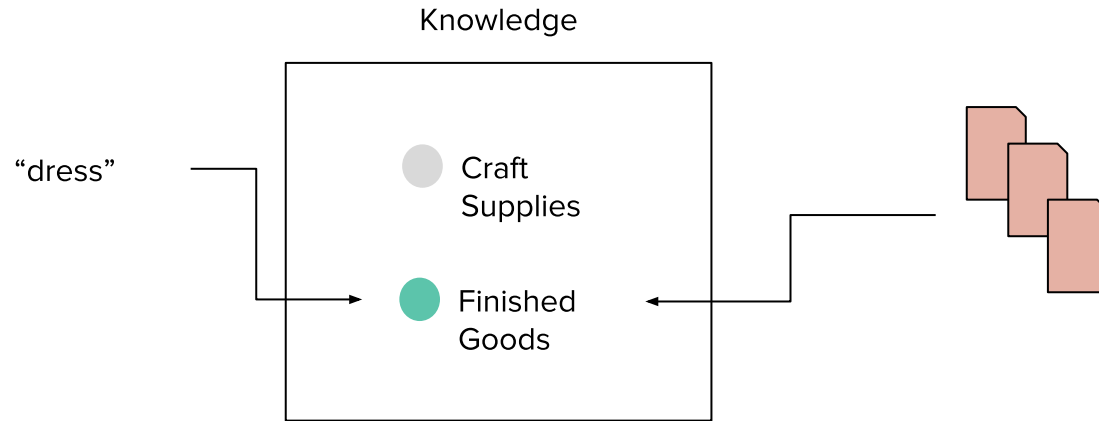 Knowledge
“dress”
Craft
Supplies
Finished
Goods